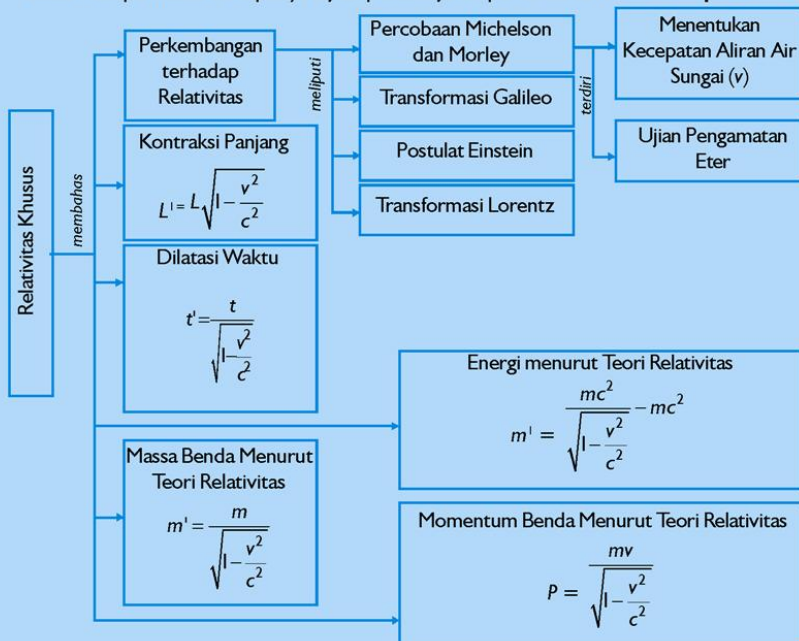 Relativitas Khusus
membahas
Perkembangan
terhadap
Relativitas
meliputi
Percobaan Michelson
dan Morley
terdiri
Menentukan
Kecepatan Aliran Air
Sungai (v)
Ujian Pengamatan
Eter
Transformasi Galileo
Postulat Einstein
Transformasi Lorentz
Kontraksi Panjang
L' = L√(1 - v²/c²)
Dilatasi Waktu
t' = t/√(1 - v²/c²)
Energi menurut Teori Relativitas
m' = mc²/√(1 - v²/c²) - mc²
Massa Benda Menurut
Teori Relativitas
m' = m/√(1 - v²/c²)
Momentum Benda Menurut Teori Relativitas
P = mv/√(1 - v²/c²)